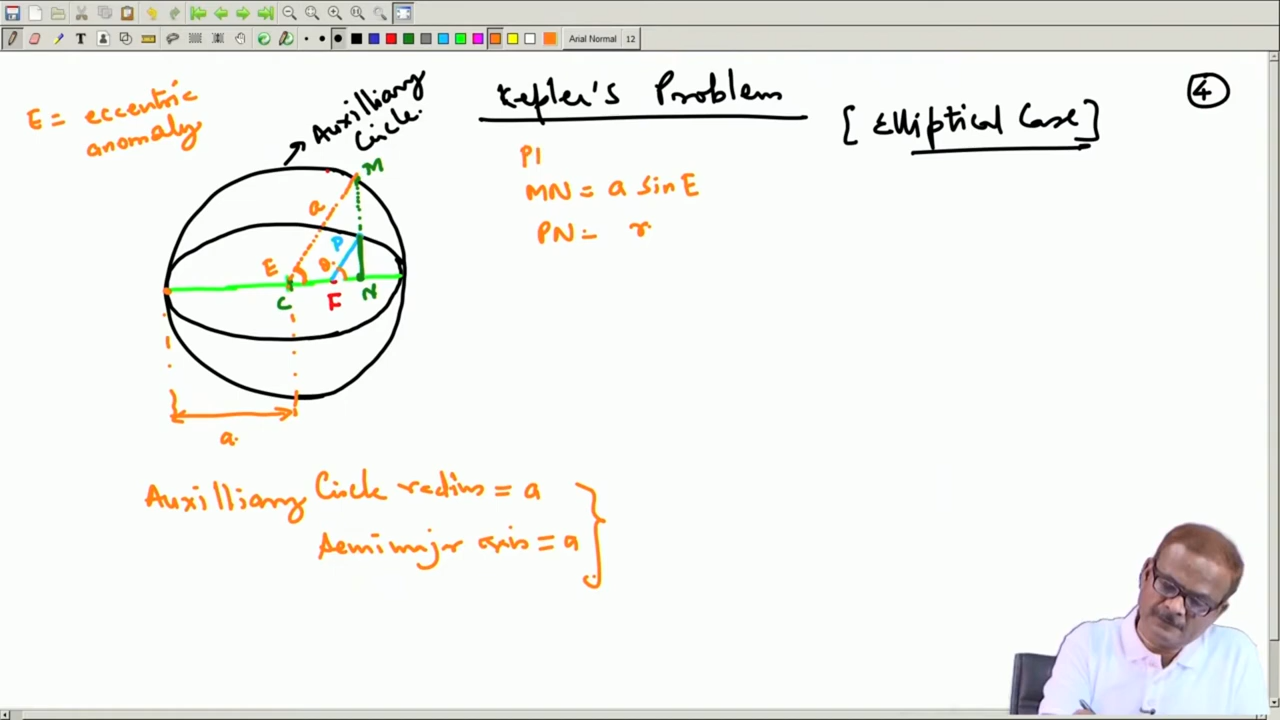 Arial Normal 12
Kepler's Problem
4
[Elliptical Case]
E = eccentric
anomaly
Auxilliary
Circle.
M
a
P
E
θ
C
F
N
a.
P1
MN = a sin E
PN = r
Auxilliary Circle radius = a
Semimajor axis = a